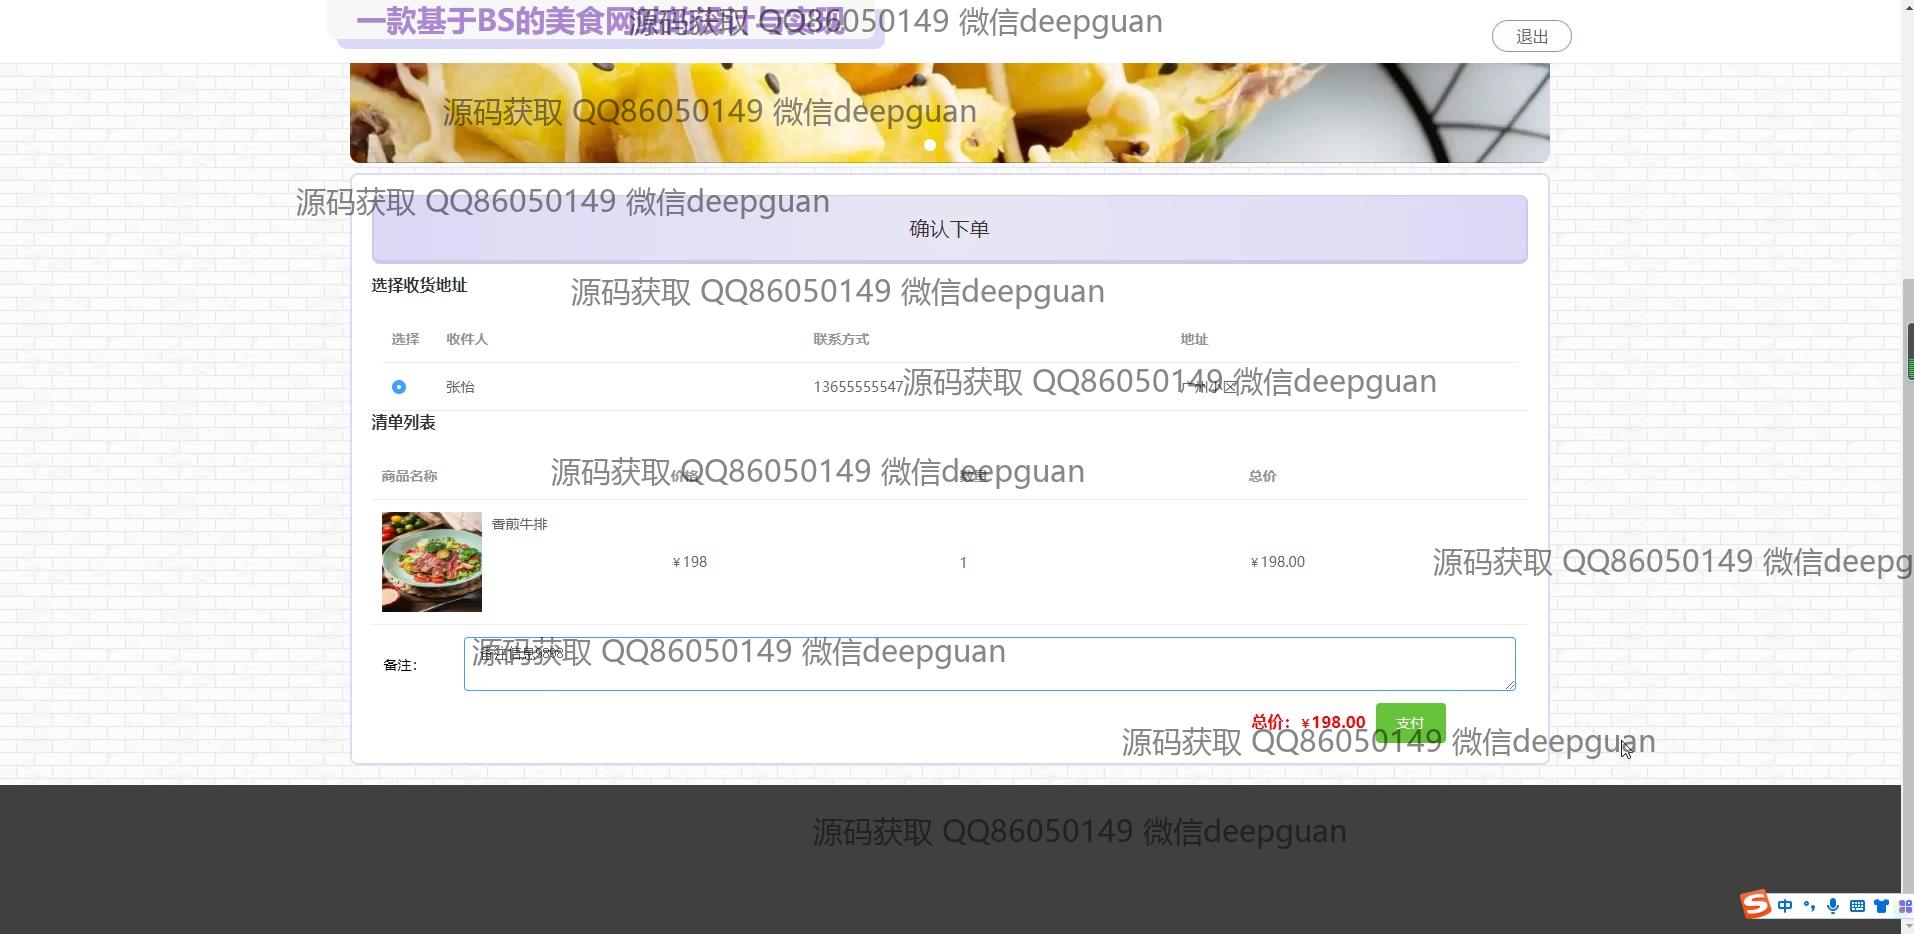 一款基于BS的美食网站的设计与实现
源码获取 QQ86050149 微信deepguan
退出
源码获取 QQ86050149 微信deepguan
源码获取 QQ86050149 微信deepguan
确认下单
选择收货地址
源码获取 QQ86050149 微信deepguan
选择 收件人 联系方式 地址
张怡 13655555547 广州小区
源码获取 QQ86050149 微信deepguan
清单列表
商品名称 价格 数量 总价
源码获取 QQ86050149 微信deepguan
香煎牛排
¥198 1 ¥198.00
源码获取 QQ86050149 微信deepg
备注：
源码获取 QQ86050149 微信deepguan
总价：¥198.00 支付
源码获取 QQ86050149 微信deepguan
源码获取 QQ86050149 微信deepguan
中